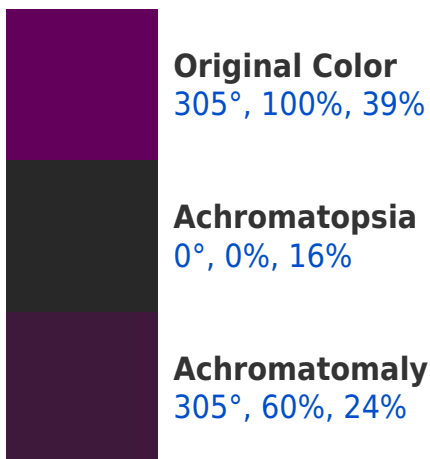 Original Color
305°, 100%, 39%
Achromatopsia
0°, 0%, 16%
Achromatomaly
305°, 60%, 24%